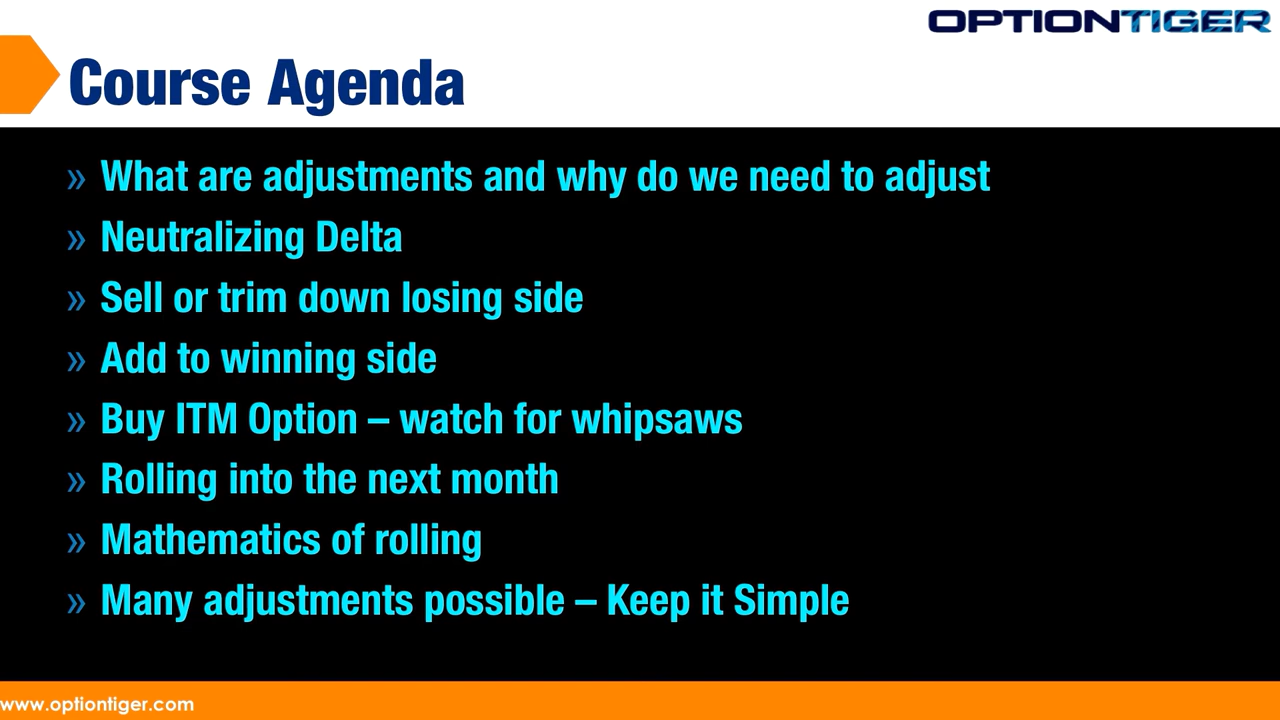 OPTIONTIGER
Course Agenda
» What are adjustments and why do we need to adjust
» Neutralizing Delta
» Sell or trim down losing side
» Add to winning side
» Buy ITM Option – watch for whipsaws
» Rolling into the next month
» Mathematics of rolling
» Many adjustments possible – Keep it Simple
www.optiontiger.com